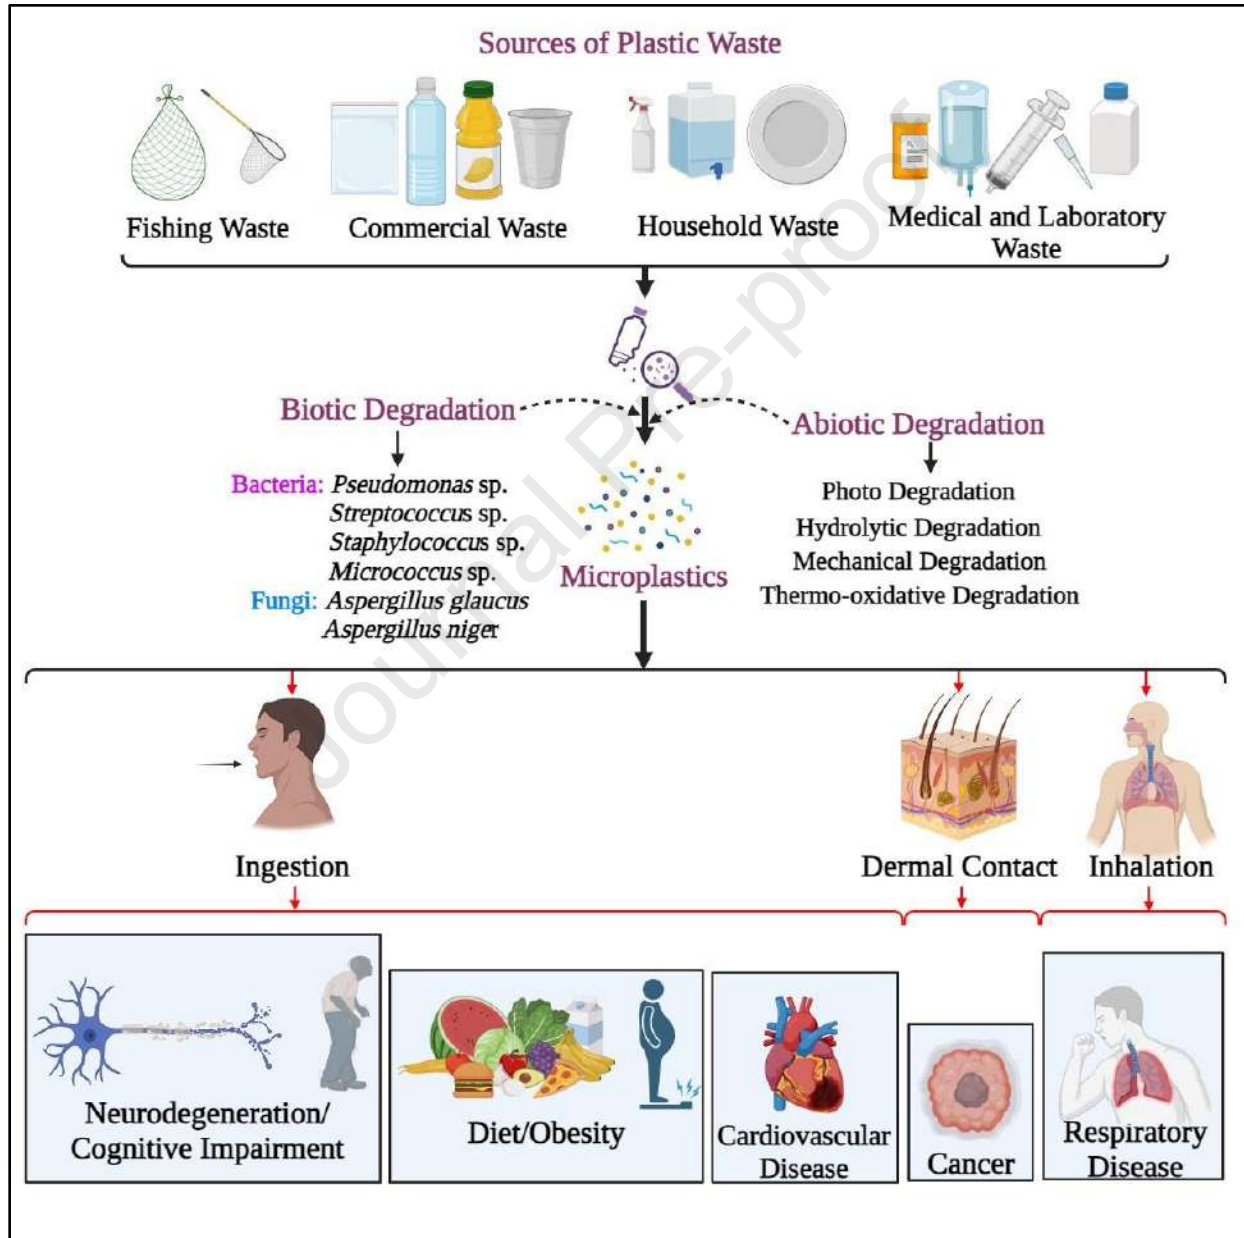 Sources of Plastic Waste
Fishing Waste
Commercial Waste
Household Waste
Medical and Laboratory
Waste
Biotic Degradation
Abiotic Degradation
Bacteria: Pseudomonas sp.
Streptococcus sp.
Staphylococcus sp.
Micrococcus sp.
Fungi: Aspergillus glaucus
Aspergillus niger
Microplastics
Photo Degradation
Hydrolytic Degradation
Mechanical Degradation
Thermo-oxidative Degradation
Journal Pre-proof
Ingestion
Dermal Contact
Inhalation
Neurodegeneration/
Cognitive Impairment
Diet/Obesity
Cardiovascular
Disease
Cancer
Respiratory
Disease